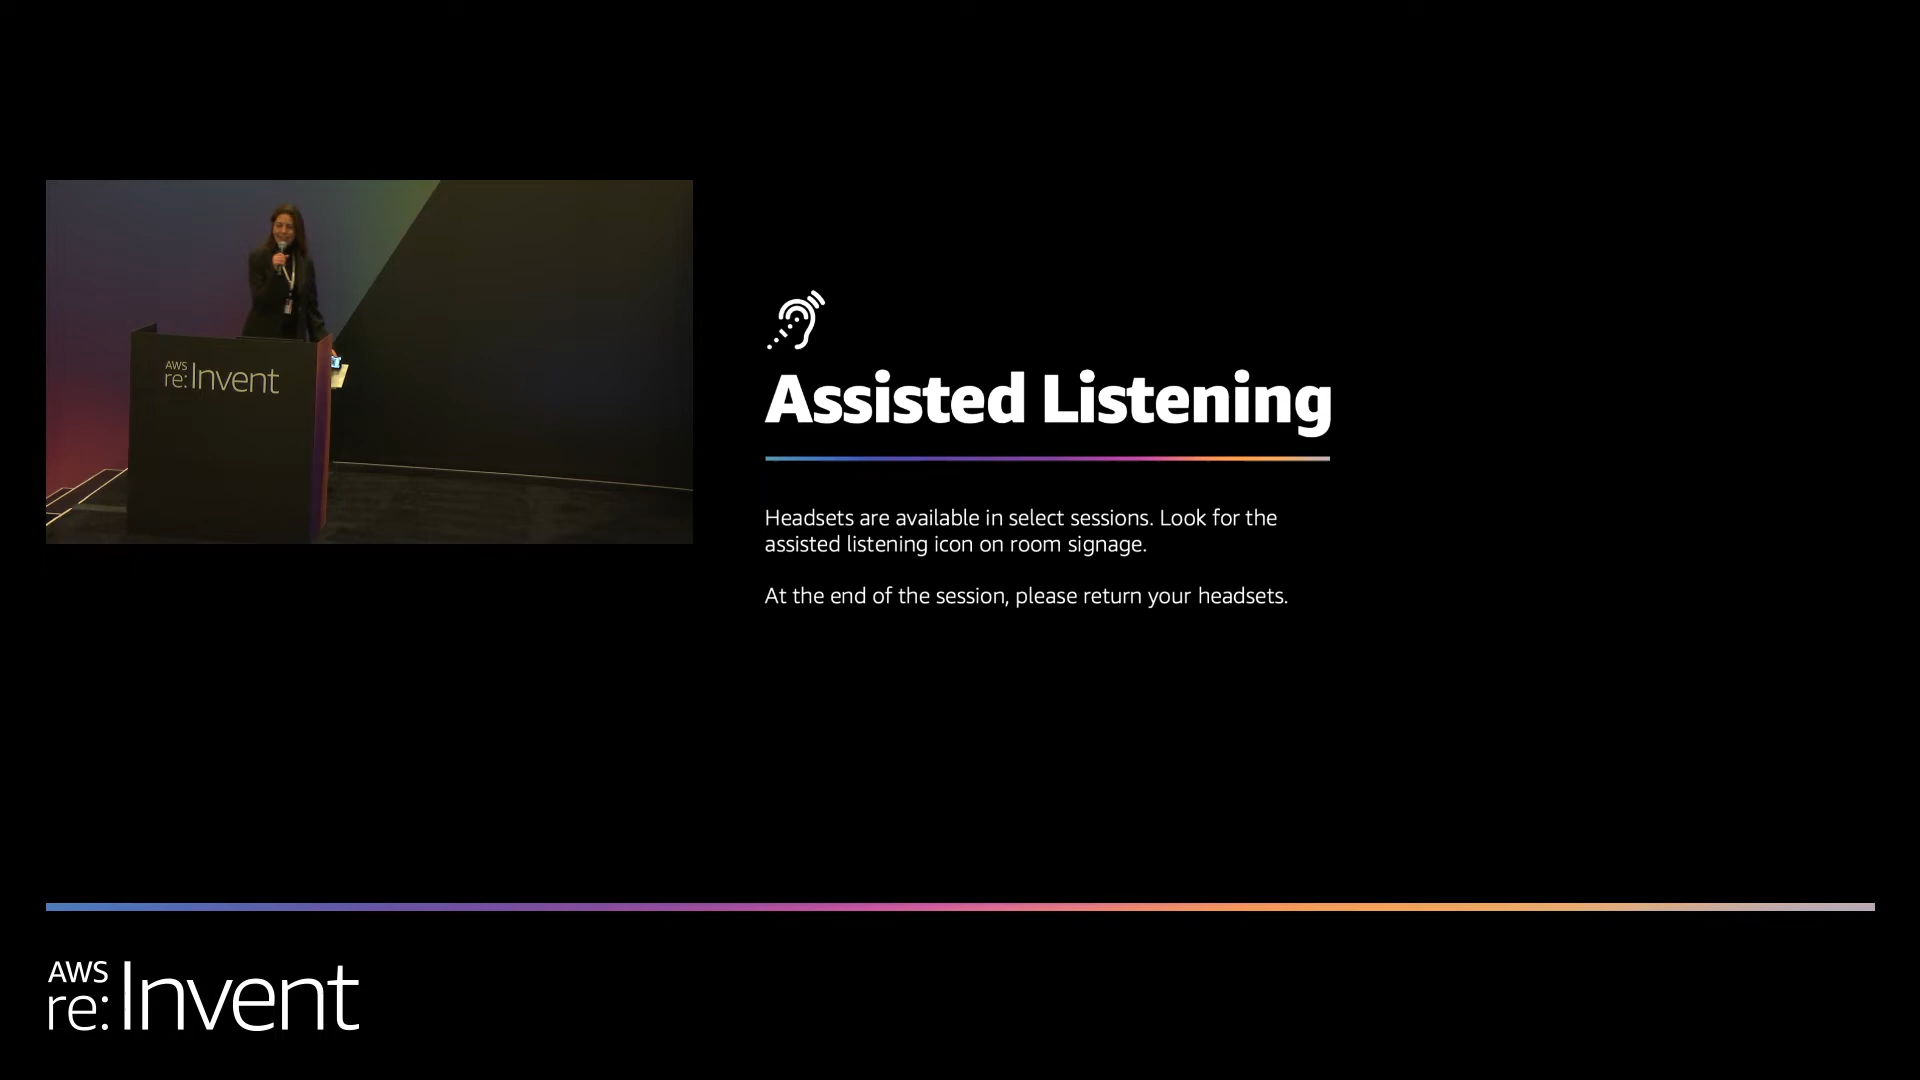 AWS
re:Invent
Assisted Listening
Headsets are available in select sessions. Look for the
assisted listening icon on room signage.
At the end of the session, please return your headsets.
AWS
re:Invent